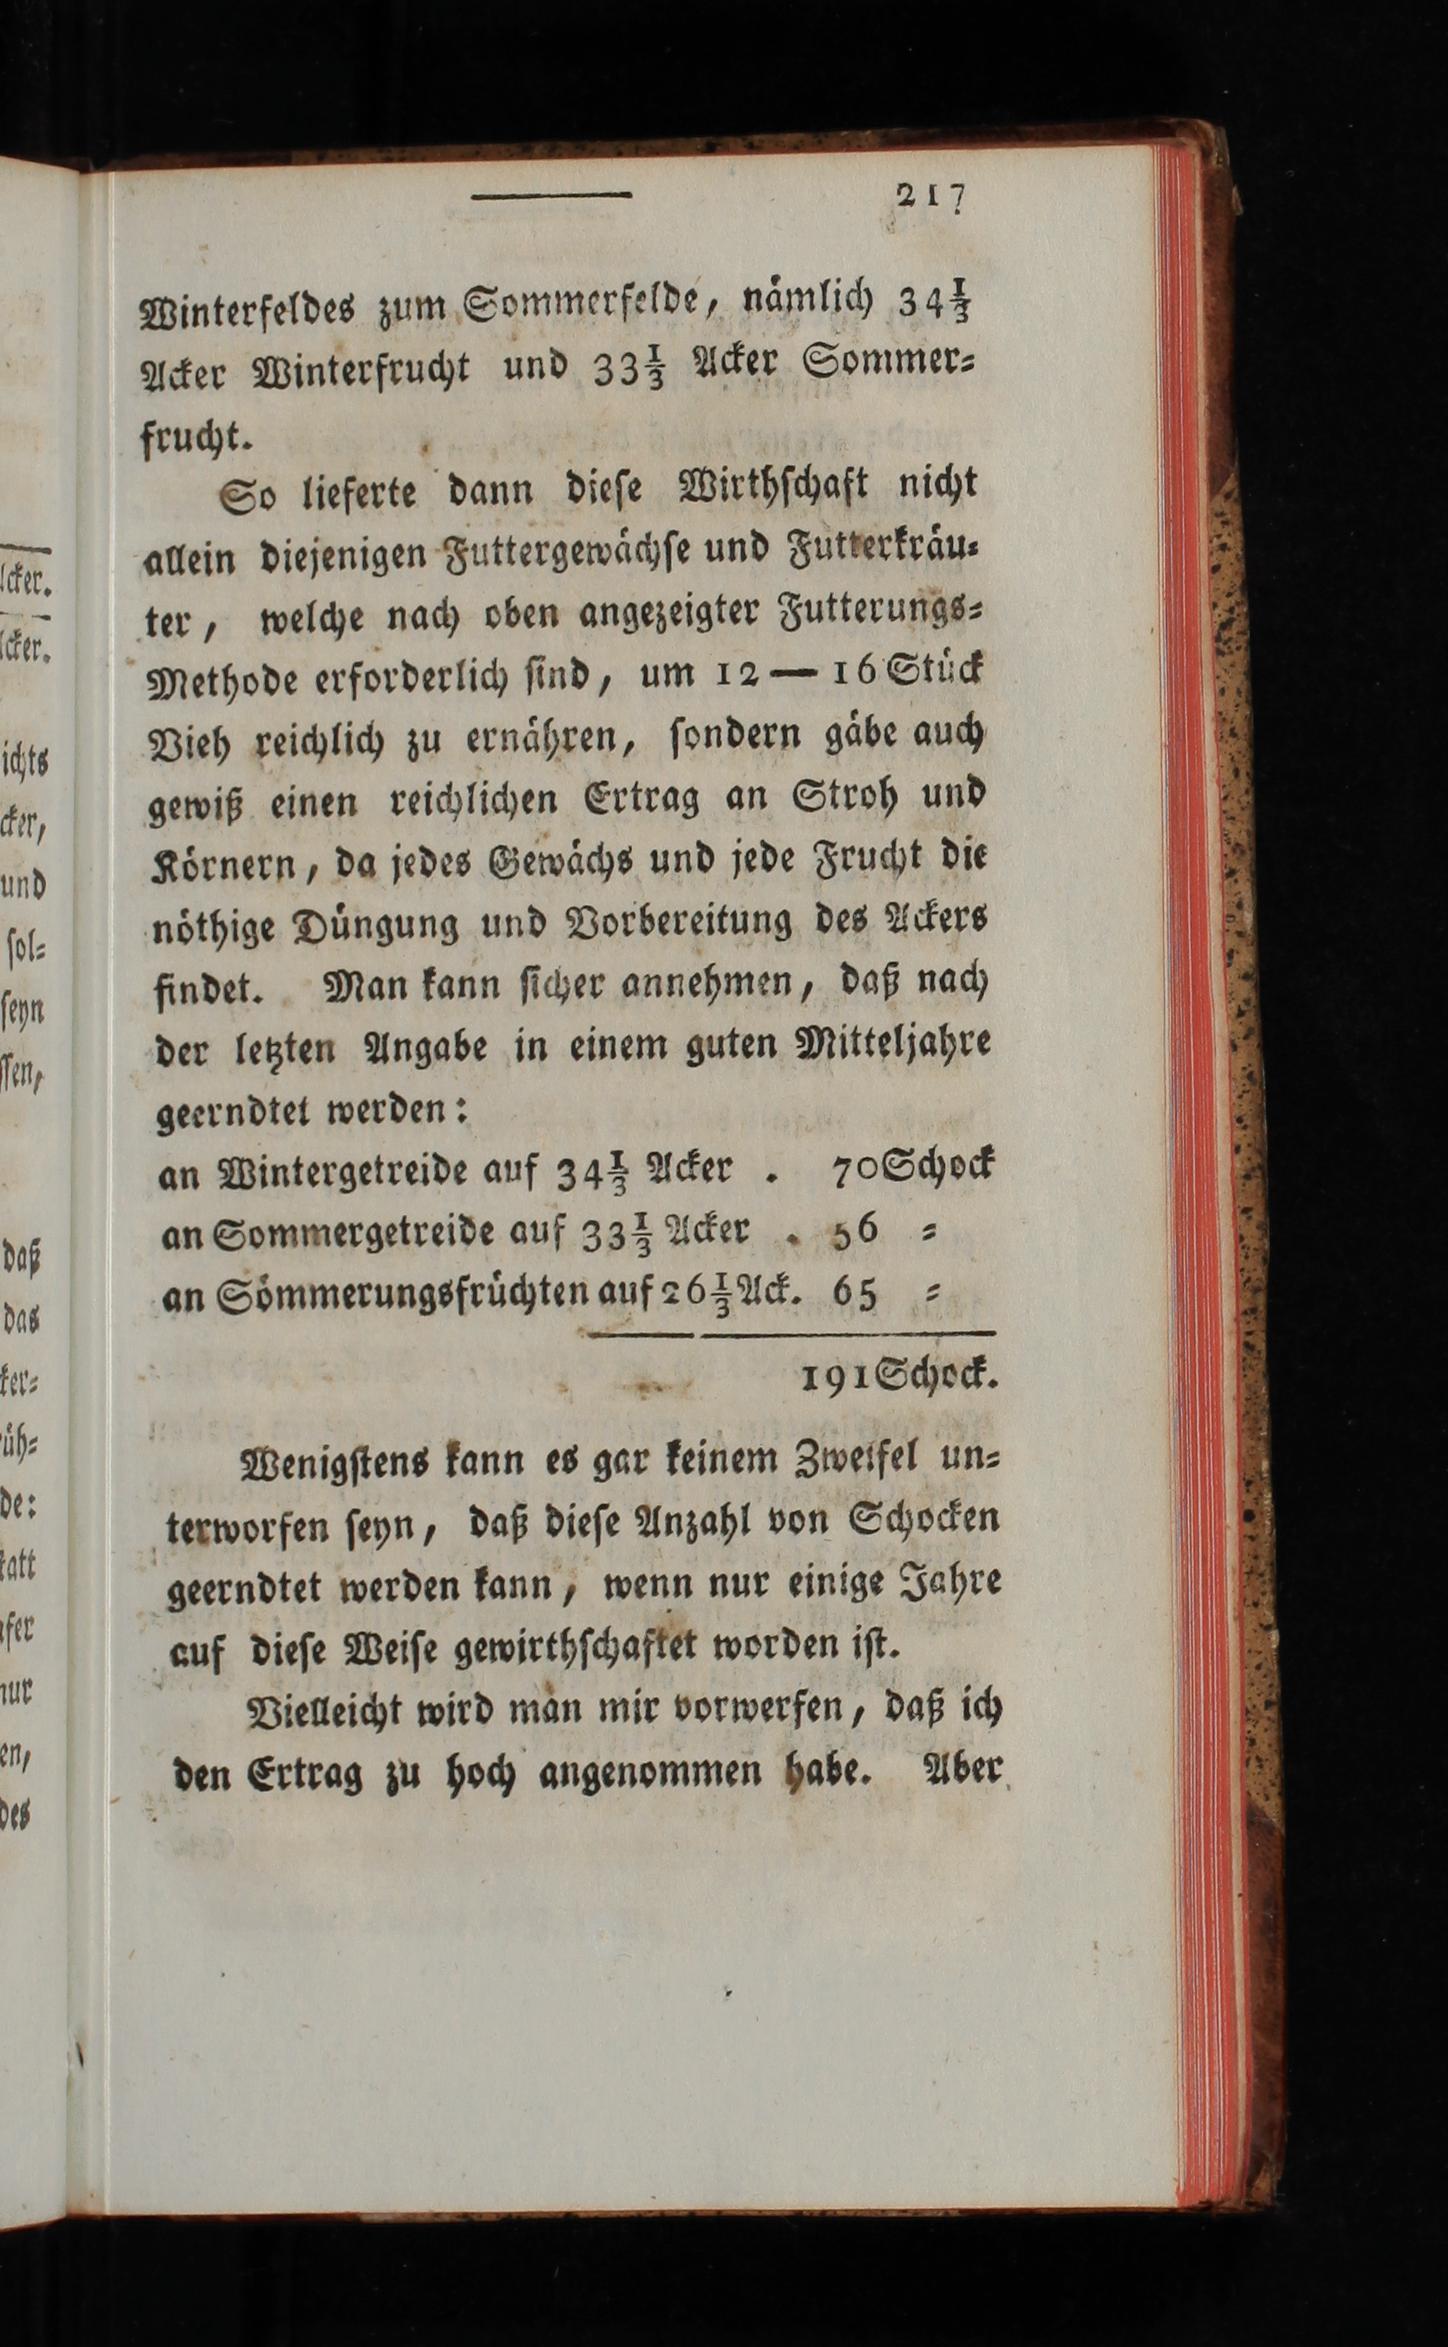 217
Winterfeldes zum Sommerfelde, nämlich 34⅓
Acker Winterfrucht und 33⅓ Acker Sommer=
frucht.
So lieferte dann dieſe Wirthſchaft nicht
allein diejenigen Futtergewächſe und Futterkräu=
ter, welche nach oben angezeigter Futterungs=
Methode erforderlich ſind, um 12 — 16 Stück
Vieh reichlich zu ernähren, ſondern gäbe auch
gewiß einen reichlichen Ertrag an Stroh und
Körnern, da jedes Gewächs und jede Frucht die
nöthige Düngung und Vorbereitung des Ackers
findet. Man kann ſicher annehmen, daß nach
der letzten Angabe in einem guten Mitteljahre
geerndtet werden:
an Wintergetreide auf 34⅓ Acker . 70 Schock
an Sommergetreide auf 33⅓ Acker . 56 =
an Sömmerungsfrüchten auf 26⅓ Ack. 65 =
191 Schock.
Wenigſtens kann es gar keinem Zweifel un=
terworfen ſeyn, daß dieſe Anzahl von Schocken
geerndtet werden kann, wenn nur einige Jahre
auf dieſe Weiſe gewirthſchaftet worden iſt.
Vielleicht wird man mir vorwerfen, daß ich
den Ertrag zu hoch angenommen habe. Aber